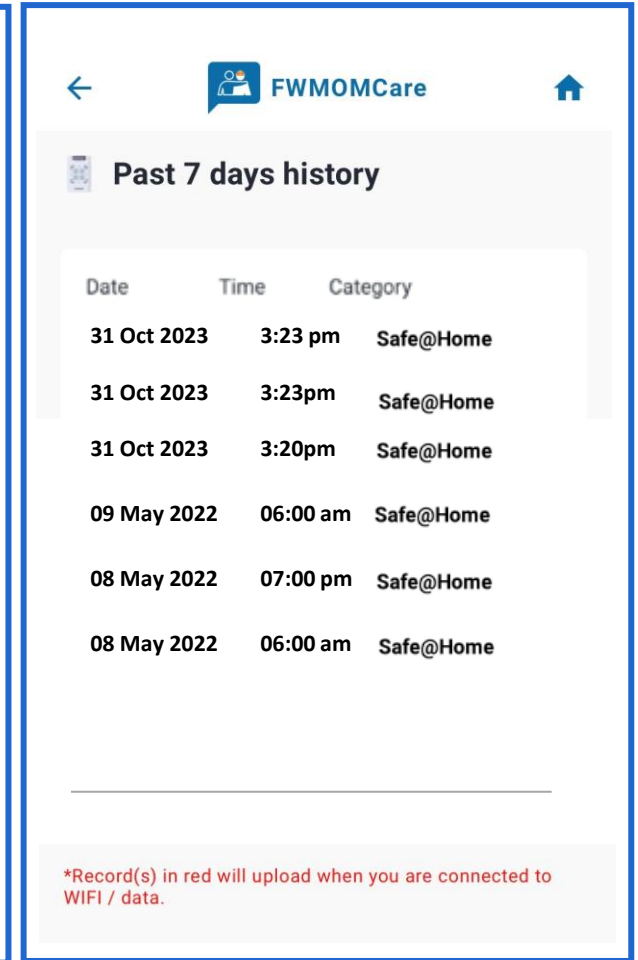 FWMOMCare
Past 7 days history
Date Time Category
31 Oct 2023 3:23 pm Safe@Home
31 Oct 2023 3:23pm Safe@Home
31 Oct 2023 3:20pm Safe@Home
09 May 2022 06:00 am Safe@Home
08 May 2022 07:00 pm Safe@Home
08 May 2022 06:00 am Safe@Home
*Record(s) in red will upload when you are connected to
WIFI / data.